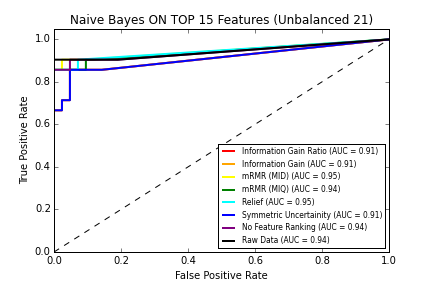 Naive Bayes ON TOP 15 Features (Unbalanced 21)
1.0
0.8
0.6
0.4
0.2
0.0
True Positive Rate
Information Gain Ratio (AUC = 0.91)
Information Gain (AUC = 0.91)
mRMR (MID) (AUC = 0.95)
mRMR (MIQ) (AUC = 0.94)
Relief (AUC = 0.95)
Symmetric Uncertainity (AUC = 0.91)
No Feature Ranking (AUC = 0.94)
Raw Data (AUC = 0.94)
0.0 0.2 0.4 0.6 0.8 1.0
False Positive Rate